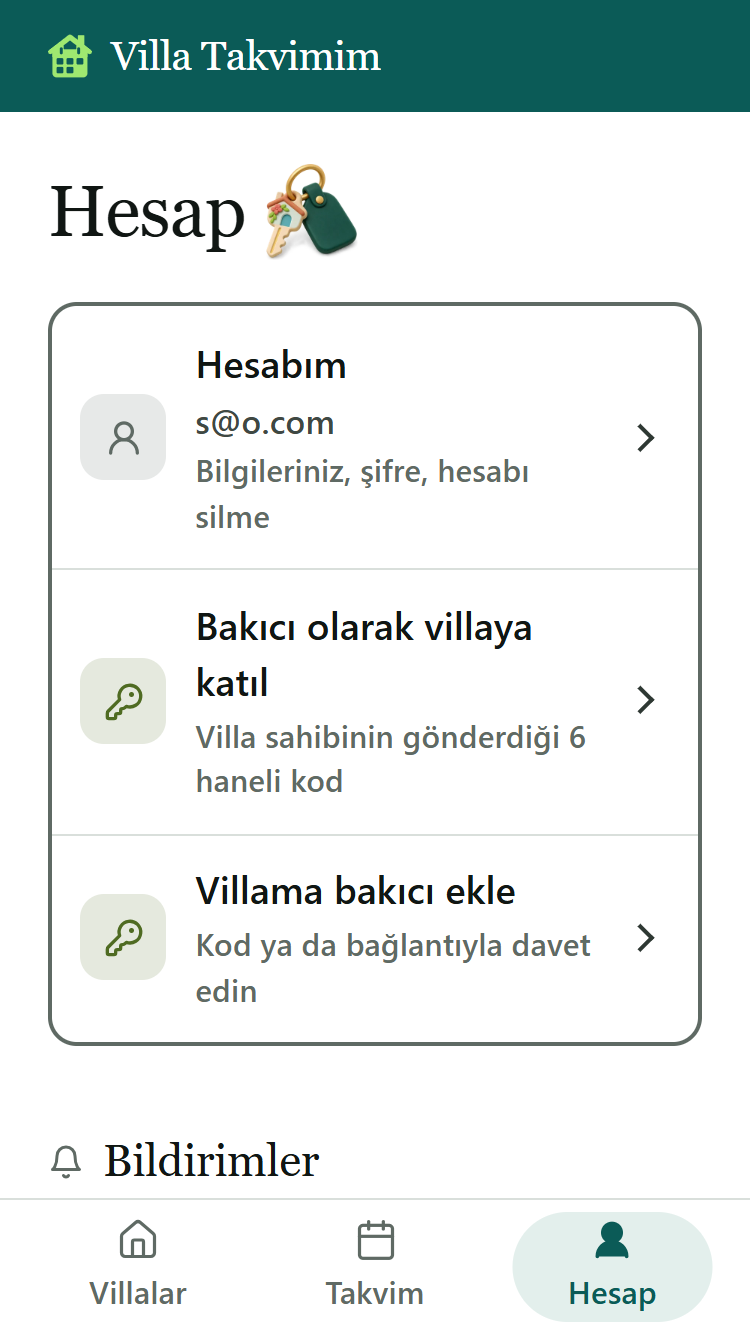 Villa Takvimim
Hesap
Hesabım
s@o.com
Bilgileriniz, şifre, hesabı
silme
Bakıcı olarak villaya
katıl
Villa sahibinin gönderdiği 6
haneli kod
Villama bakıcı ekle
Kod ya da bağlantıyla davet
edin
Bildirimler
Villalar
Takvim
Hesap